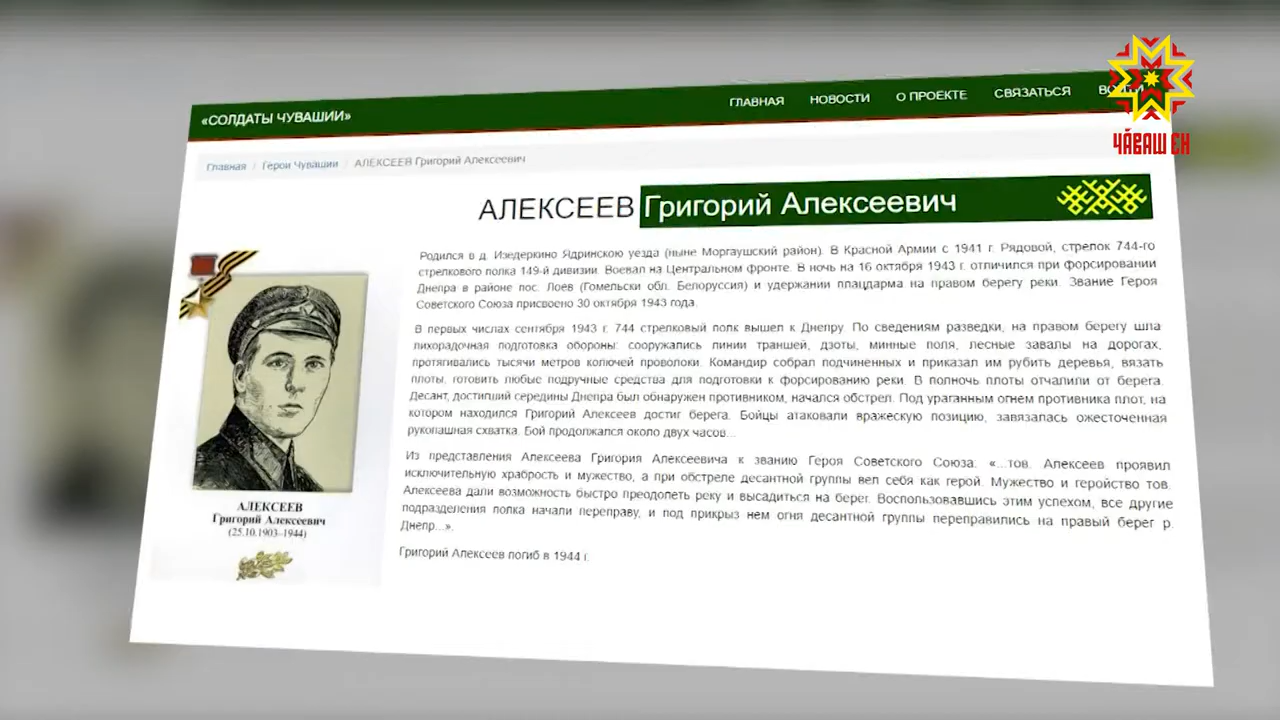 «СОЛДАТЫ ЧУВАШИИ»
ГЛАВНАЯ НОВОСТИ О ПРОЕКТЕ СВЯЗАТЬСЯ
ЧӐВАШ ЕН
Главная / Герои Чувашии / АЛЕКСЕЕВ Григорий Алексеевич
АЛЕКСЕЕВ Григорий Алексеевич
Родился в д. Изедеркино Ядринскою уезда (ныне Моргаушский район). В Красной Армии с 1941 г. Рядовой, стрелок 744-го
стрелкового полка 149-й дивизии. Воевал на Центральном фронте. В ночь на 16 октября 1943 г. отличился при форсировании
Днепра в районе пос. Лоев (Гомельски обл. Белоруссия) и удержании плацдарма на правом берегу реки. Звание Героя
Советского Союза присвоено 30 октября 1943 года.
В первых числах сентября 1943 г. 744 стрелковый полк вышел к Днепру. По сведениям разведки, на правом берегу шла
лихорадочная подготовка обороны: сооружались линии траншей, дзоты, минные поля, лесные завалы на дорогах,
протягивались тысячи метров колючей проволоки. Командир собрал подчиненных и приказал им рубить деревья, вязать
плоты, готовить любые подручные средства для подготовки к форсированию реки. В полночь плоты отчалили от берега.
Десант, достигший середины Днепра был обнаружен противником, начался обстрел. Под ураганным огнем противника плот, на
котором находился Григорий Алексеев достиг берега. Бойцы атаковали вражескую позицию, завязалась ожесточенная
рукопашная схватка. Бой продолжался около двух часов...
Из представления Алексеева Григория Алексеевича к званию Героя Советского Союза: «...тов. Алексеев проявил
исключительную храбрость и мужество, а при обстреле десантной группы вел себя как герой. Мужество и геройство тов.
Алексеева дали возможность быстро преодолеть реку и высадиться на берег. Воспользовавшись этим успехом, все другие
подразделения полка начали переправу, и под прикрыз нем огня десантной группы переправились на правый берег р.
Днепр...».
Григорий Алексеев погиб в 1944 г.
АЛЕКСЕЕВ
Григорий Алексеевич
(25.10.1903–1944)